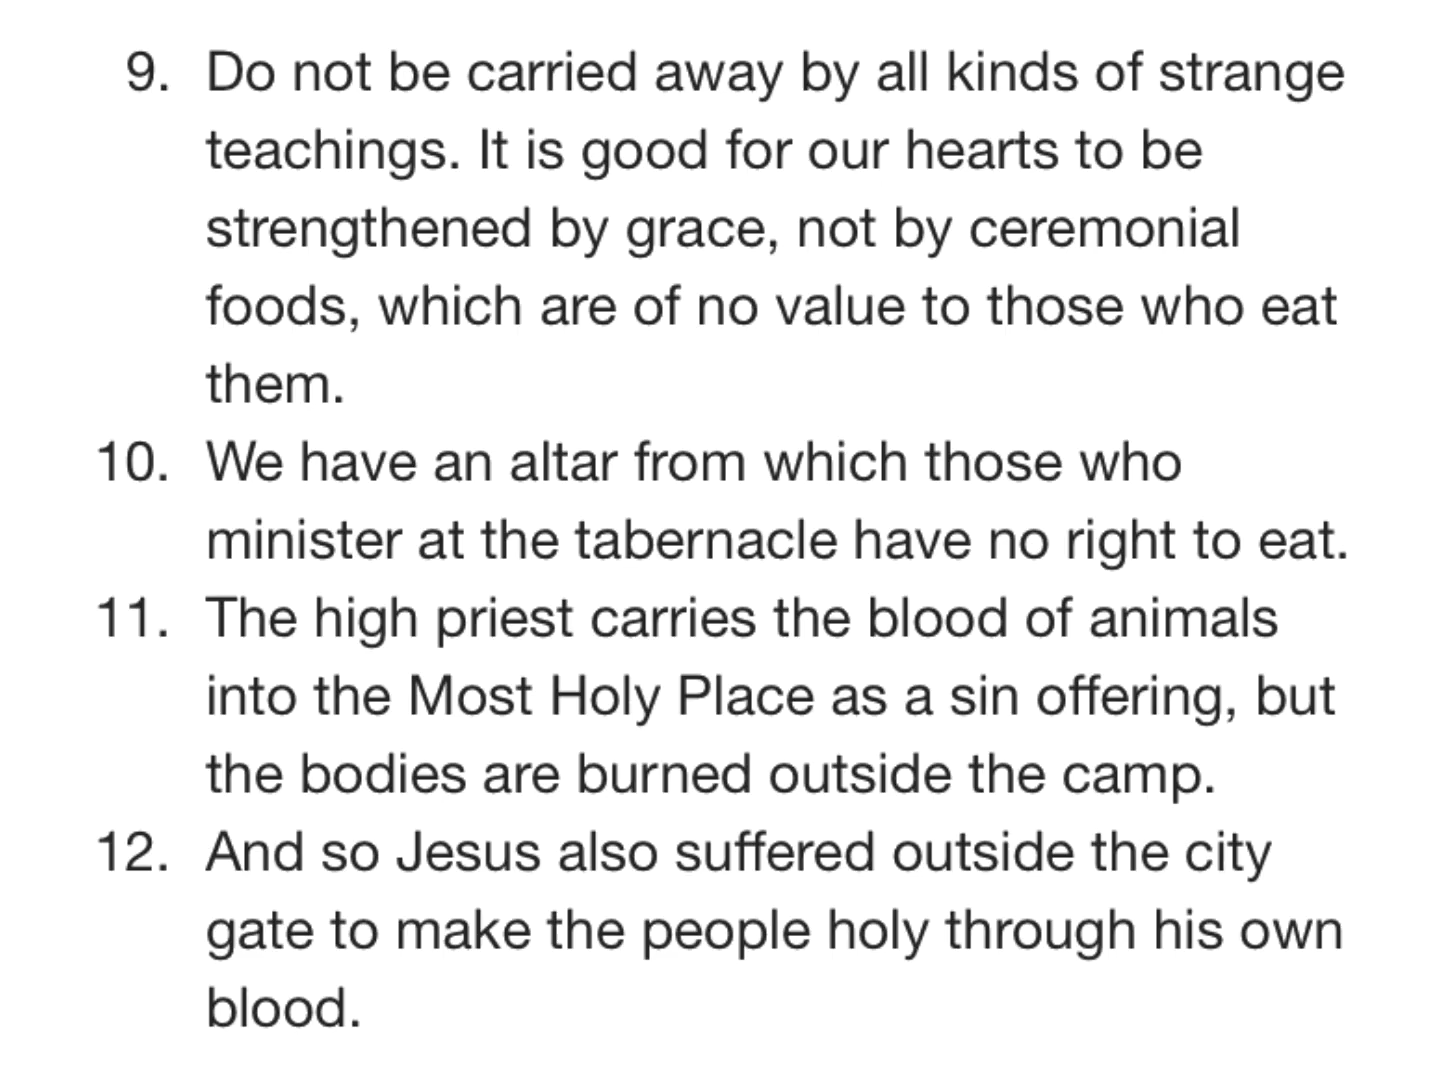 9. Do not be carried away by all kinds of strange
teachings. It is good for our hearts to be
strengthened by grace, not by ceremonial
foods, which are of no value to those who eat
them.
10. We have an altar from which those who
minister at the tabernacle have no right to eat.
11. The high priest carries the blood of animals
into the Most Holy Place as a sin offering, but
the bodies are burned outside the camp.
12. And so Jesus also suffered outside the city
gate to make the people holy through his own
blood.